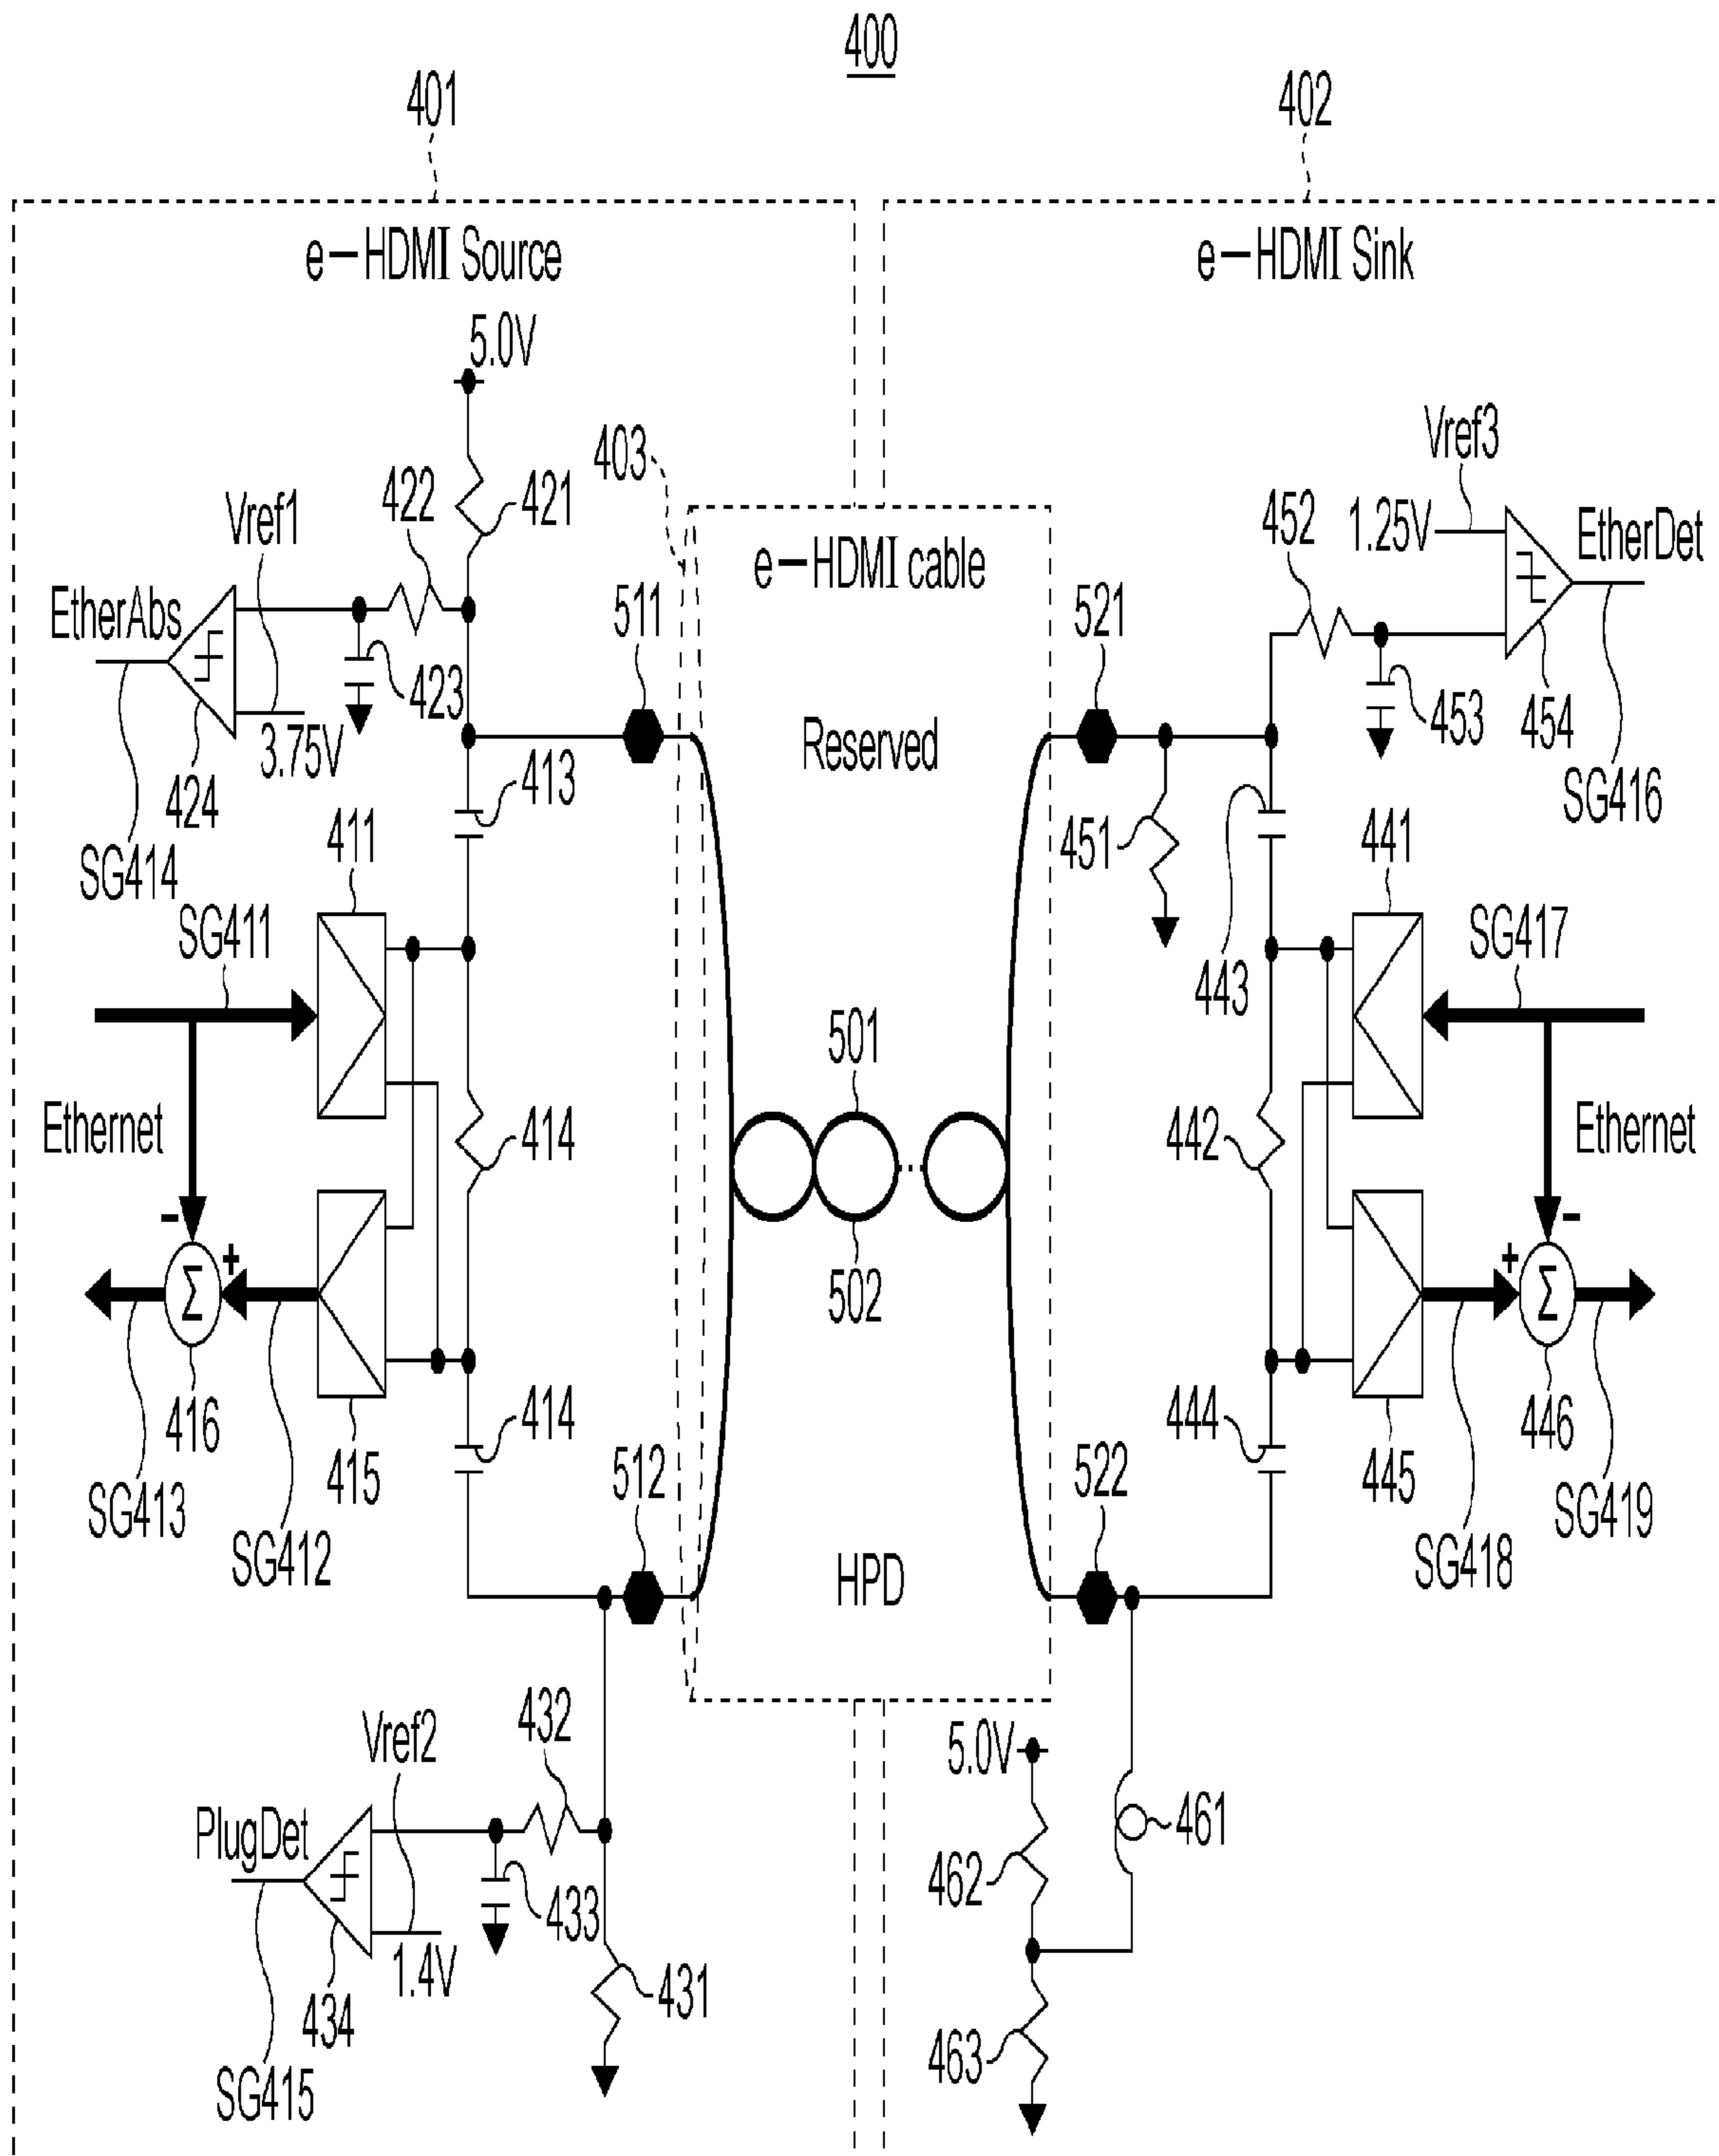 400
401
402
e-HDMI Source
e-HDMI Sink
5.0V
403
Vref3
422
421
452
1.25V
EtherDet
Vref1
e-HDMI cable
EtherAbs
511
521
423
453
454
3.75V
Reserved
SG416
424
413
SG414
411
451
441
SG411
443
SG417
501
Ethernet
414
442
Ethernet
-
-
+
Σ
502
+
Σ
416
414
444
446
415
512
522
445
SG413
SG412
SG418
SG419
HPD
432
Vref2
5.0V
PlugDet
461
462
433
1.4V
431
434
463
SG415